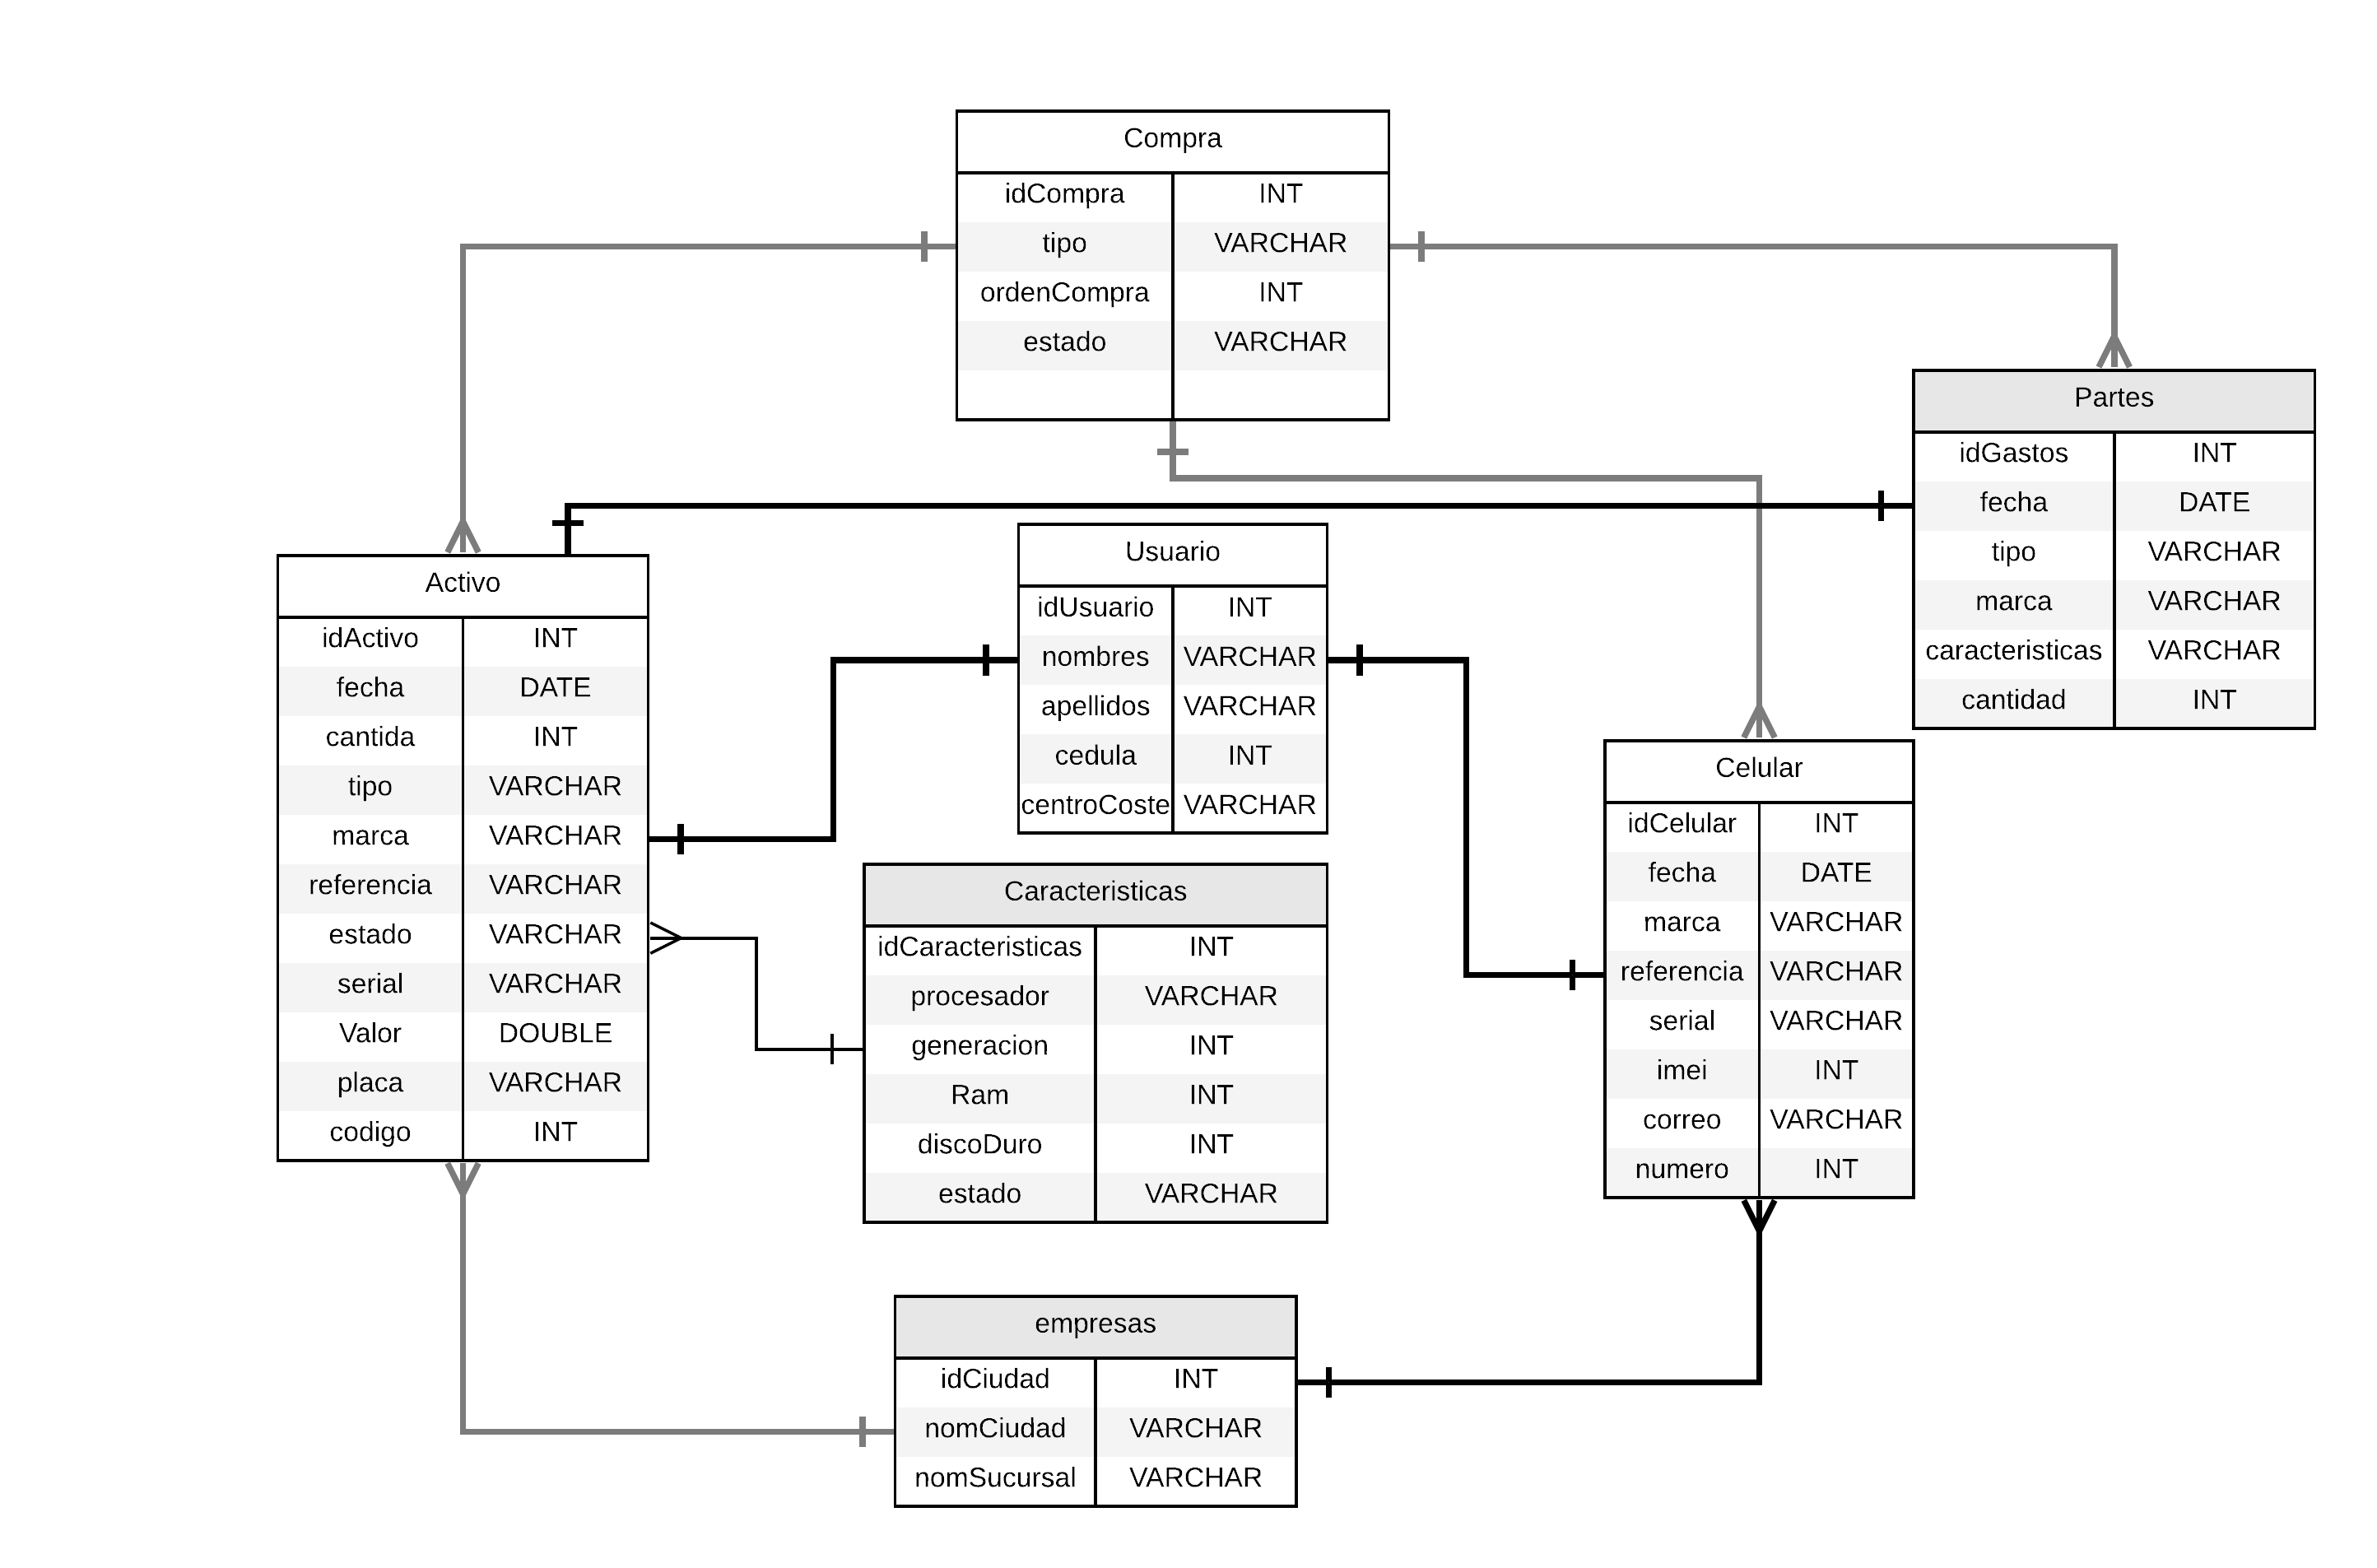 Compra
idCompra INT
tipo VARCHAR
ordenCompra INT
estado VARCHAR
Partes
idGastos INT
fecha DATE
tipo VARCHAR
marca VARCHAR
caracteristicas VARCHAR
cantidad INT
Usuario
idUsuario INT
nombres VARCHAR
apellidos VARCHAR
cedula INT
centroCoste VARCHAR
Activo
idActivo INT
fecha DATE
cantida INT
tipo VARCHAR
marca VARCHAR
referencia VARCHAR
estado VARCHAR
serial VARCHAR
Valor DOUBLE
placa VARCHAR
codigo INT
Celular
idCelular INT
fecha DATE
marca VARCHAR
referencia VARCHAR
serial VARCHAR
imei INT
correo VARCHAR
numero INT
Caracteristicas
idCaracteristicas INT
procesador VARCHAR
generacion INT
Ram INT
discoDuro INT
estado VARCHAR
empresas
idCiudad INT
nomCiudad VARCHAR
nomSucursal VARCHAR